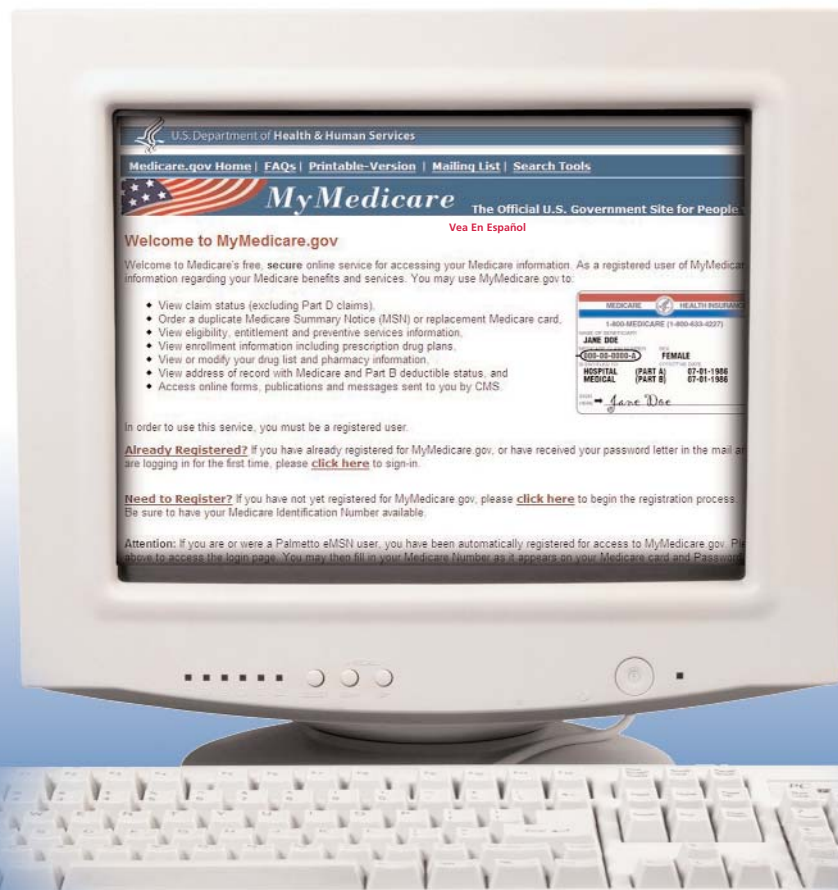 U.S. Department of Health & Human Services
Medicare.gov Home | FAQs | Printable-Version | Mailing List | Search Tools
MyMedicare The Official U.S. Government Site for People
Vea En Español
Welcome to MyMedicare.gov
Welcome to Medicare's free, secure online service for accessing your Medicare information. As a registered user of
information regarding your Medicare benefits and services. You may use MyMedicare.gov to:
• View claim status (excluding Part D claims),
• Order a duplicate Medicare Summary Notice (MSN) or replacement Medicare card,
• View eligibility, entitlement and preventive services information,
• View enrollment information including prescription drug plans,
• View or modify your drug list and pharmacy information,
• View address of record with Medicare and Part B deductible status, and
• Access online forms, publications and messages sent to you by CMS.
MEDICARE HEALTH INSURANCE
1-800-MEDICARE (1-800-633-4227)
NAME OF BENEFICIARY
JANE DOE
000-00-0000-A FEMALE
HOSPITAL (PART A) 07-01-1986
MEDICAL (PART B) 07-01-1986
SIGN
HERE → Jane Doe
In order to use this service, you must be a registered user.
Already Registered? If you have already registered for MyMedicare.gov, or have received your password letter in the mail
are logging in for the first time, please click here to sign-in.
Need to Register? If you have not yet registered for MyMedicare.gov, please click here to begin the registration process.
Be sure to have your Medicare Identification Number available.
Attention: If you are or were a Palmetto eMSN user, you have been automatically registered for access to MyMedicare.gov.
above to access the login page. You may then fill in your Medicare Number as it appears on your Medicare card and Password